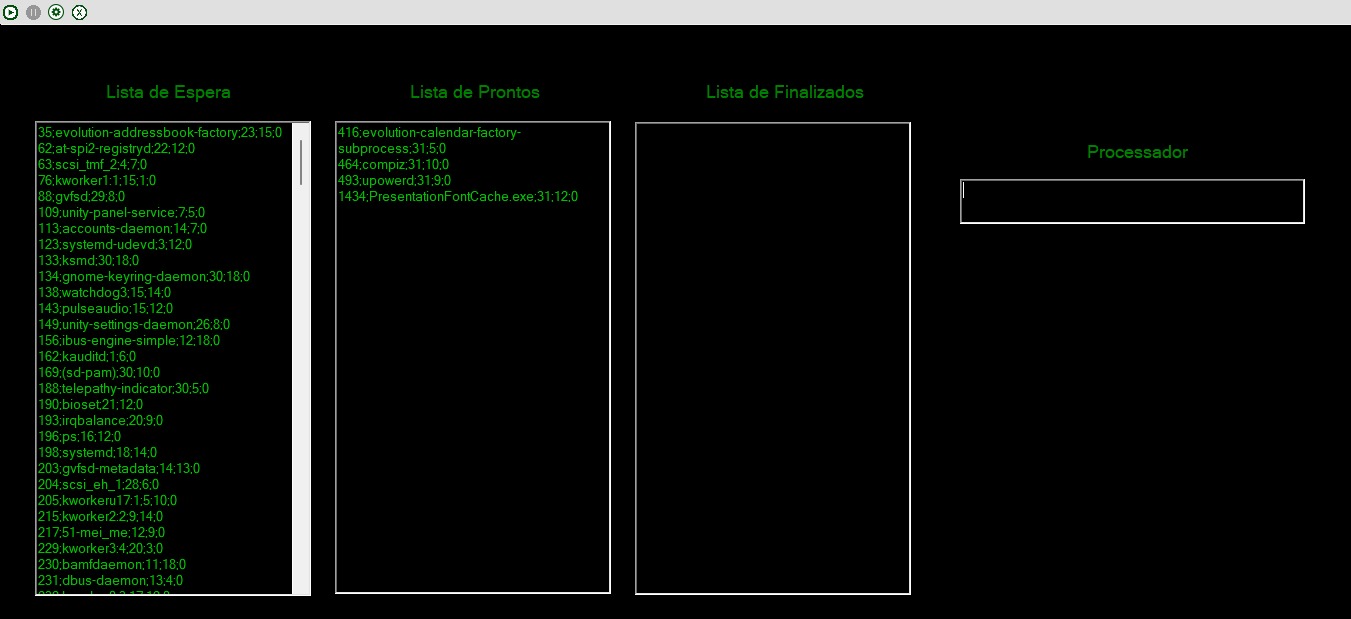 Lista de Espera
35;evolution-addressbook-factory;23;15;0
62;at-spi2-registryd;22;12;0
63;scsi_tmf_2;4;7;0
76;kworker1:1;15;1;0
88;gvfsd;29;8;0
109;unity-panel-service;7;5;0
113;accounts-daemon;14;7;0
123;systemd-udevd;3;12;0
133;ksmd;30;18;0
134;gnome-keyring-daemon;30;18;0
138;watchdog3;15;14;0
143;pulseaudio;15;12;0
149;unity-settings-daemon;26;8;0
156;ibus-engine-simple;12;18;0
162;kauditd;1;6;0
169;(sd-pam);30;10;0
188;telepathy-indicator;30;5;0
190;bioset;21;12;0
193;irqbalance;20;9;0
196;ps;16;12;0
198;systemd;18;14;0
203;gvfsd-metadata;14;13;0
204;scsi_eh_1;28;6;0
205;kworkeru17:1;5;10;0
215;kworker2:2;9;14;0
217;51-mei_me;12;9;0
229;kworker3:4;20;3;0
230;bamfdaemon;11;18;0
231;dbus-daemon;13;4;0
Lista de Prontos
416;evolution-calendar-factory-
subprocess;31;5;0
464;compiz;31;10;0
493;upowerd;31;9;0
1434;PresentationFontCache.exe;31;12;0
Lista de Finalizados
Processador